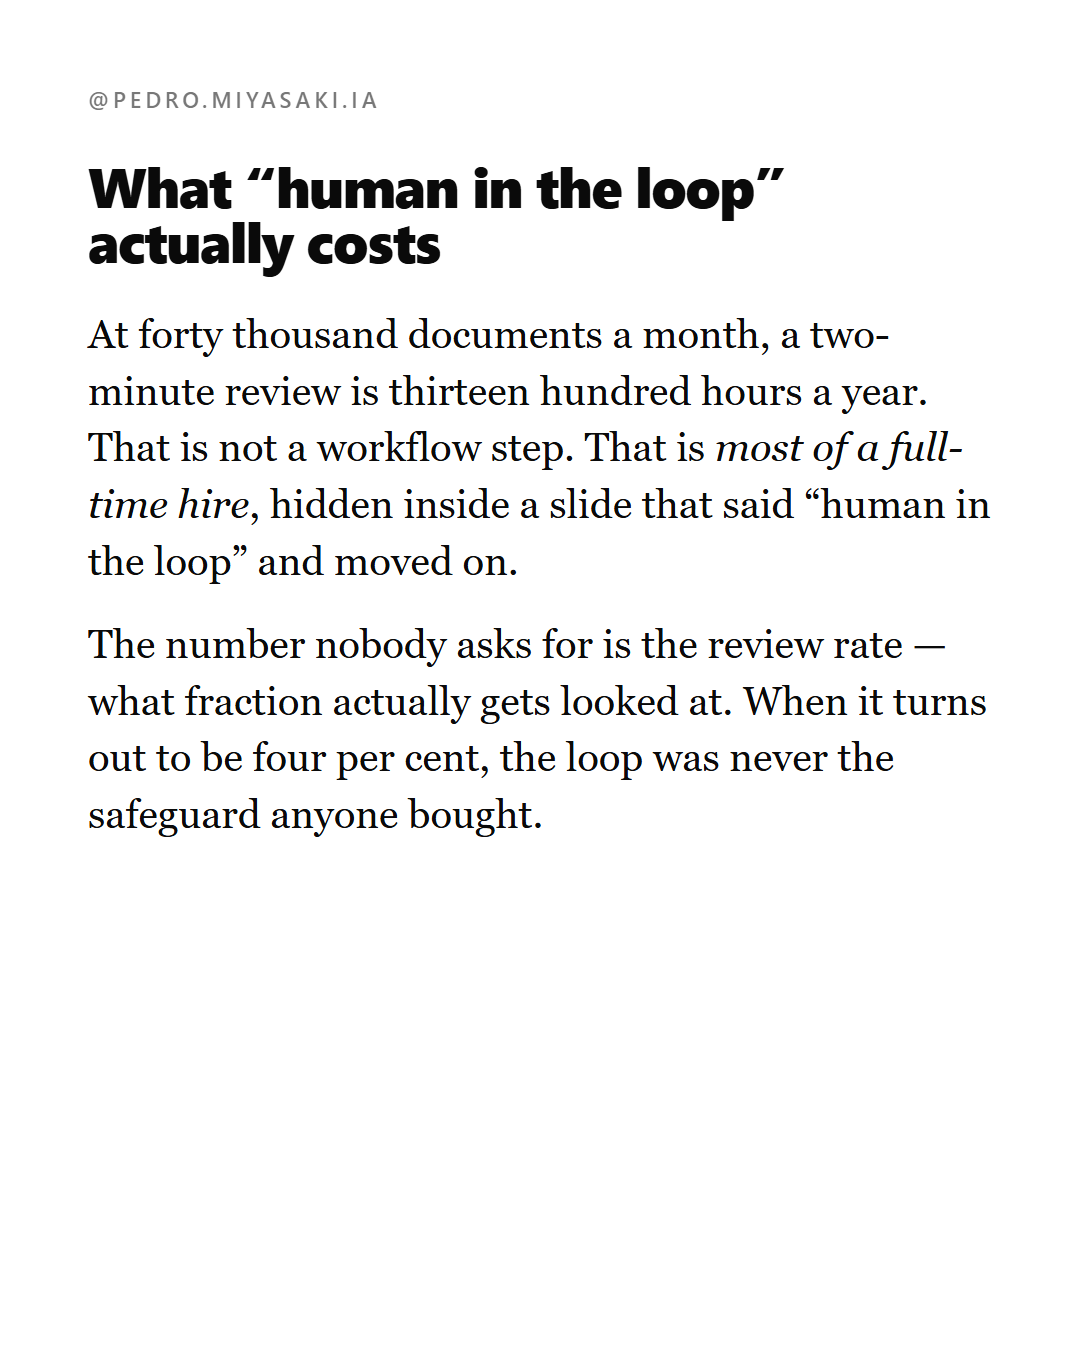 @PEDRO.MIYASAKI.IA
What “human in the loop”
actually costs
At forty thousand documents a month, a two-
minute review is thirteen hundred hours a year.
That is not a workflow step. That is most of a full-
time hire, hidden inside a slide that said “human in
the loop” and moved on.
The number nobody asks for is the review rate —
what fraction actually gets looked at. When it turns
out to be four per cent, the loop was never the
safeguard anyone bought.